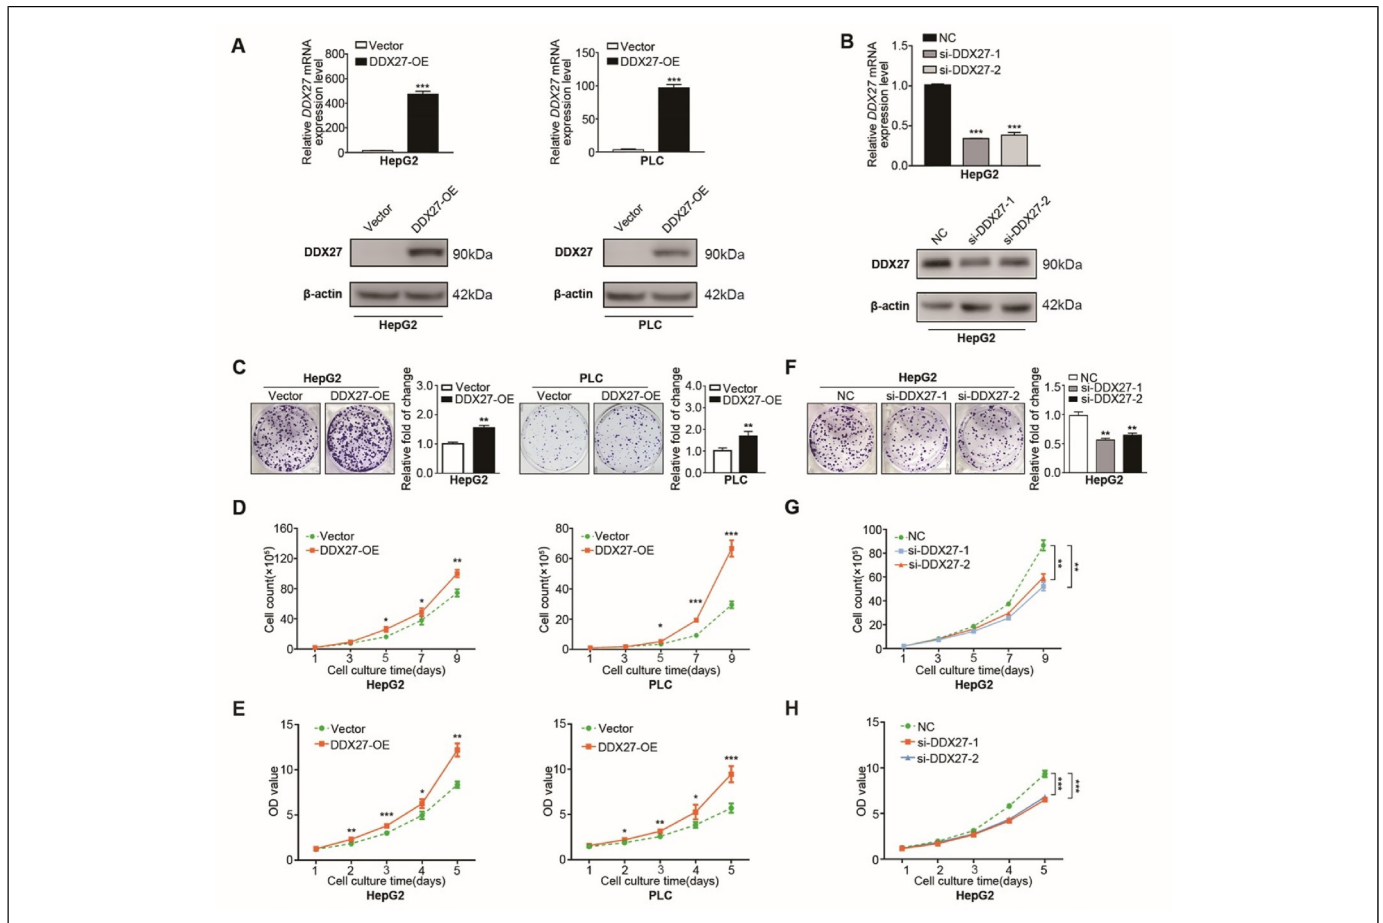 A
Vector
DDX27-OE
Relative DDX27 mRNA
expression level
800
600
400
200
0
***
HepG2
Vector
DDX27-OE
Relative DDX27 mRNA
expression level
150
100
50
0
***
PLC
B
NC
si-DDX27-1
si-DDX27-2
Relative DDX27 mRNA
expression level
1.5
1.0
0.5
0.0
*** ***
HepG2
Vector DDX27-OE
DDX27 90kDa
β-actin 42kDa
HepG2
Vector DDX27-OE
DDX27 90kDa
β-actin 42kDa
PLC
NC si-DDX27-1 si-DDX27-2
DDX27 90kDa
β-actin 42kDa
HepG2
C
HepG2
Vector DDX27-OE
Relative fold of change
3.0
2.0
1.0
0.0
Vector
DDX27-OE
**
HepG2
PLC
Vector DDX27-OE
Relative fold of change
4.0
3.0
2.0
1.0
0.0
Vector
DDX27-OE
**
PLC
F
HepG2
NC si-DDX27-1 si-DDX27-2
Relative fold of change
1.5
1.0
0.5
0.0
NC
si-DDX27-1
si-DDX27-2
** **
HepG2
D
Cell count(×10⁵)
160
120
80
40
0
Vector
DDX27-OE
* * **
1 3 5 7 9
Cell culture time(days)
HepG2
Cell count(×10⁵)
80
60
40
20
0
Vector
DDX27-OE
* *** ***
1 3 5 7 9
Cell culture time(days)
PLC
G
Cell count(×10⁵)
100
80
60
40
20
0
NC
si-DDX27-1
si-DDX27-2
** **
1 3 5 7 9
Cell culture time(days)
HepG2
E
OD value
15
10
5
0
Vector
DDX27-OE
** *** * **
1 2 3 4 5
Cell culture time(days)
HepG2
OD value
15
10
5
0
Vector
DDX27-OE
* ** * ***
1 2 3 4 5
Cell culture time(days)
PLC
H
OD value
15
10
5
0
NC
si-DDX27-1
si-DDX27-2
*** ***
1 2 3 4 5
Cell culture time(days)
HepG2